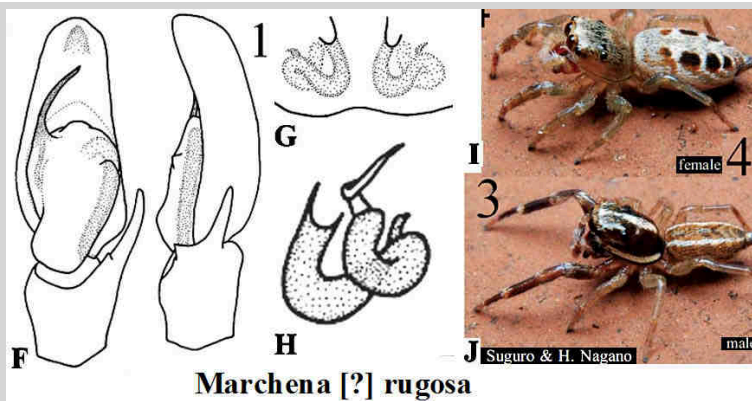 1
G
I
female 4
3
F
H
J Suguro & H. Nagano
male
Marchena [?] rugosa